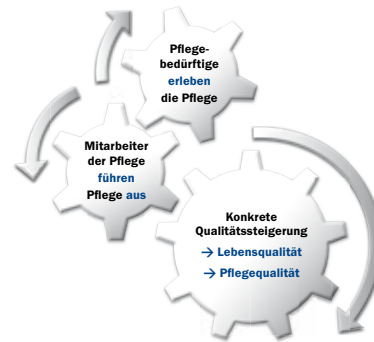 Pflege-
bedürftige
erleben
die Pflege
Mitarbeiter
der Pflege
führen
Pflege aus
Konkrete
Qualitätssteigerung
→ Lebensqualität
→ Pflegequalität